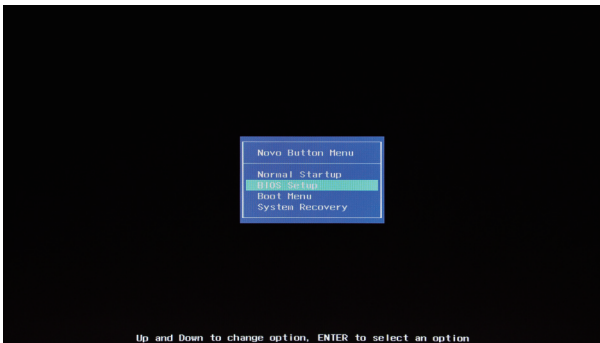 Novo Button Menu
Normal Startup
BIOS Setup
Boot Menu
System Recovery
Up and Down to change option, ENTER to select an option